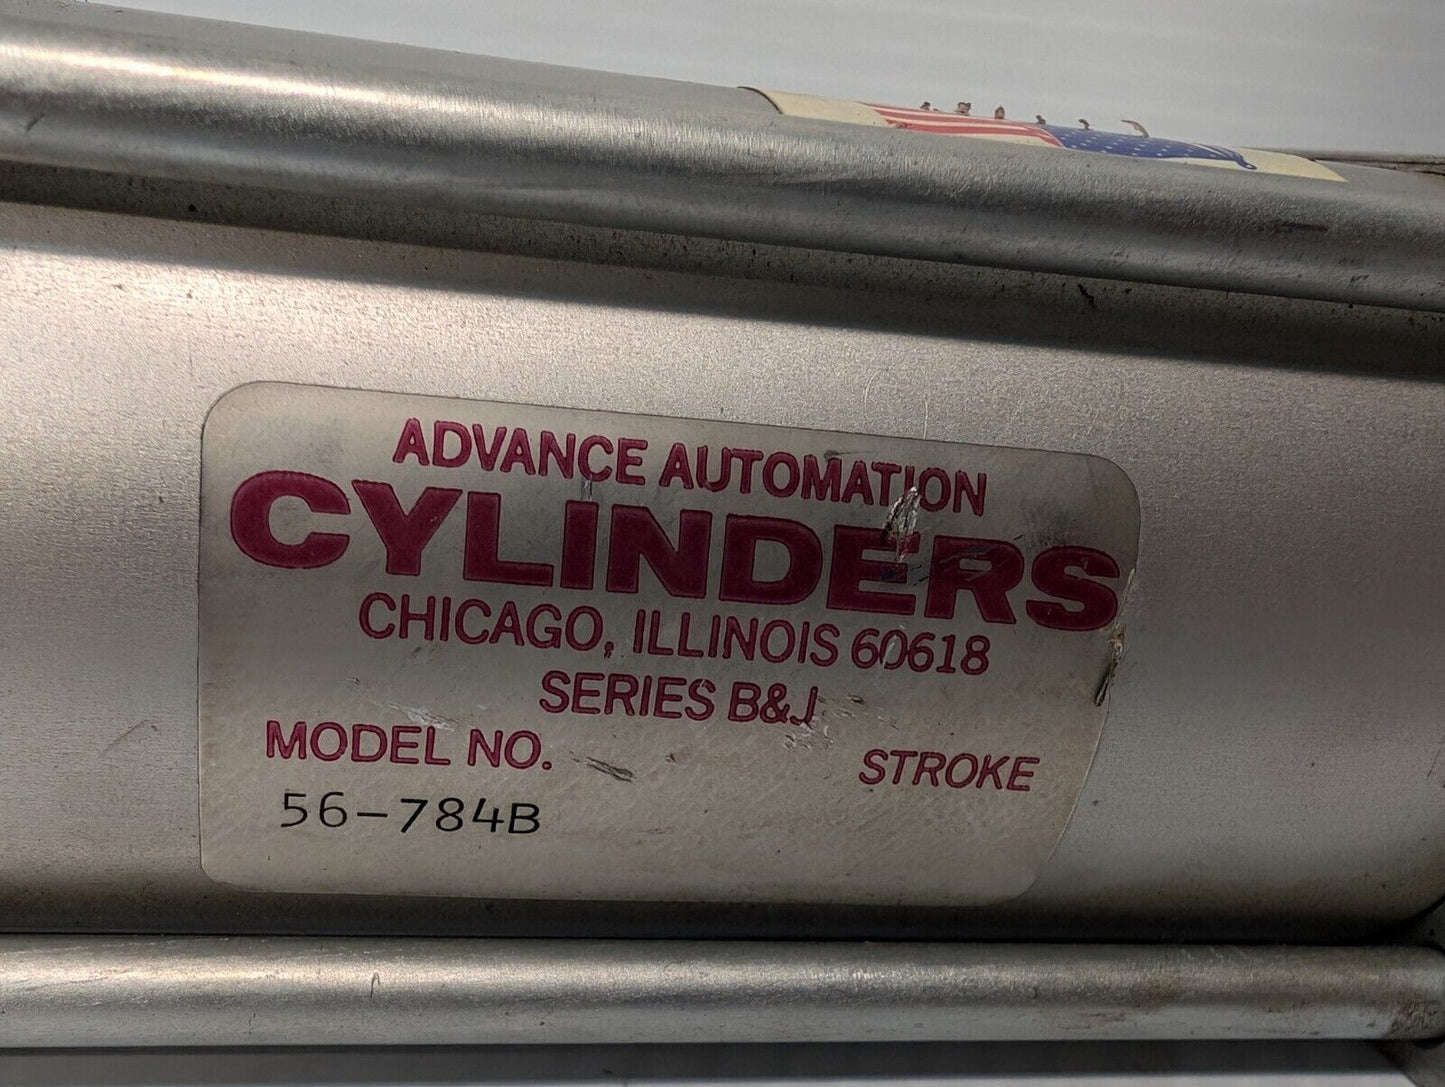 ADVANCE AUTOMATION
CYLINDERS
CHICAGO, ILLINOIS 60618
SERIES B&J
MODEL NO. STROKE
56-784B